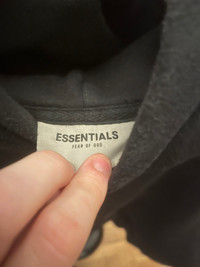 ESSENTIALS
FEAR OF GOD